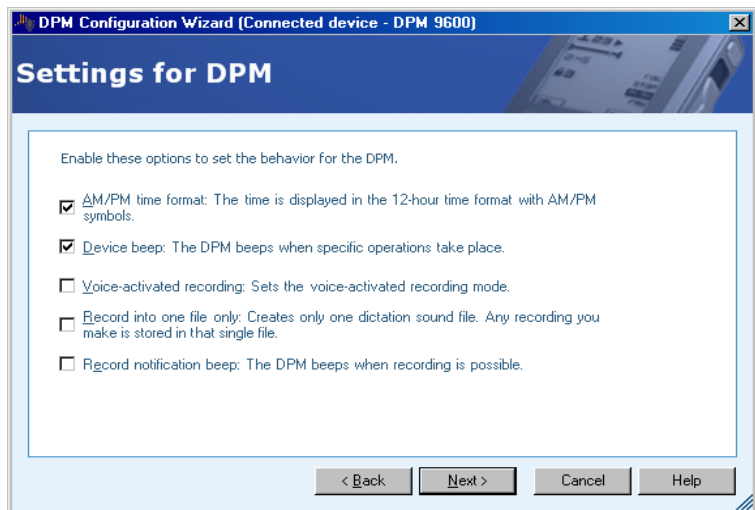 DPM Configuration Wizard (Connected device - DPM 9600)
Settings for DPM
Enable these options to set the behavior for the DPM.
AM/PM time format: The time is displayed in the 12-hour time format with AM/PM
symbols.
Device beep: The DPM beeps when specific operations take place.
Voice-activated recording: Sets the voice-activated recording mode.
Record into one file only: Creates only one dictation sound file. Any recording you
make is stored in that single file.
Record notification beep: The DPM beeps when recording is possible.
< Back Next > Cancel Help